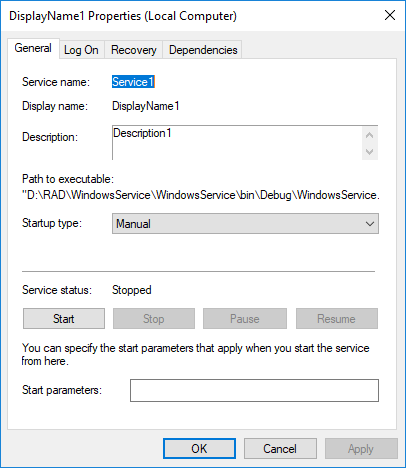 DisplayName1 Properties (Local Computer)
General Log On Recovery Dependencies
Service name: Service1
Display name: DisplayName1
Description: Description1
Path to executable:
"D:\RAD\WindowsService\WindowsService\bin\Debug\WindowsService.
Startup type: Manual
Service status: Stopped
Start Stop Pause Resume
You can specify the start parameters that apply when you start the service
from here.
Start parameters:
OK Cancel Apply